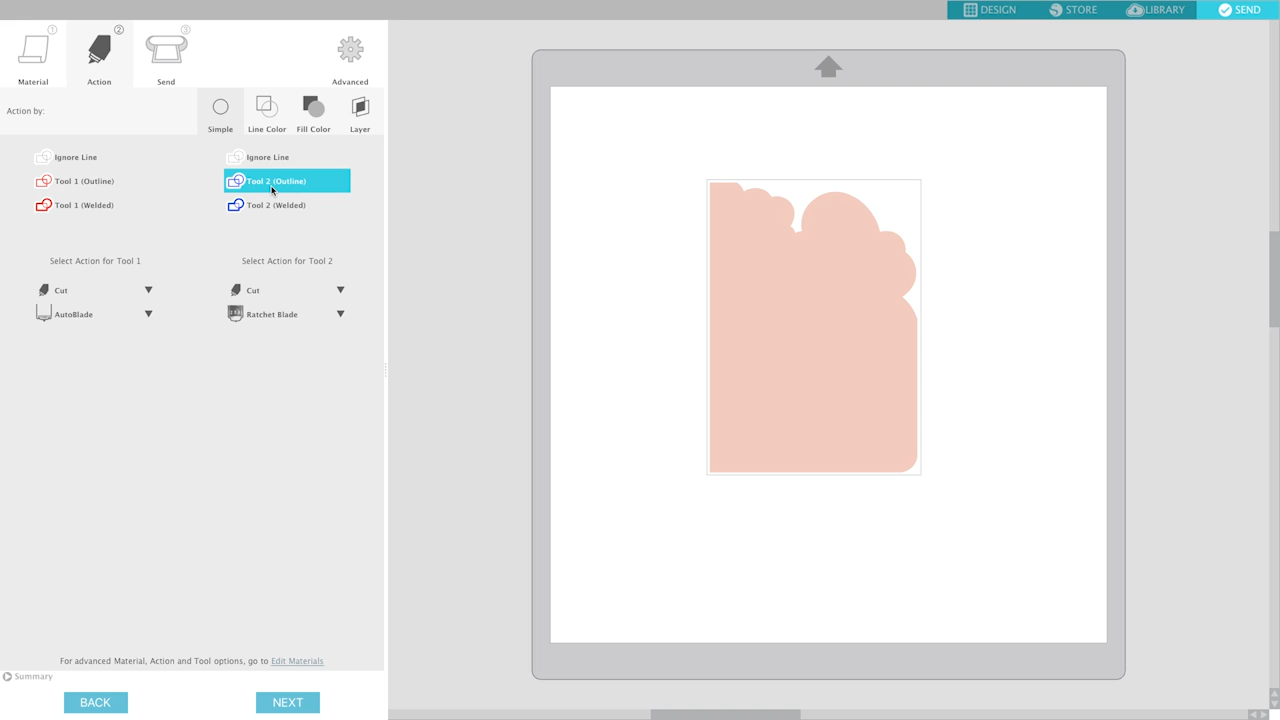 DESIGN STORE LIBRARY SEND
1 2 3
Material Action Send Advanced
Action by:
Simple Line Color Fill Color Layer
Ignore Line Ignore Line
Tool 1 (Outline) Tool 2 (Outline)
Tool 1 (Welded) Tool 2 (Welded)
Select Action for Tool 1 Select Action for Tool 2
Cut Cut
AutoBlade Ratchet Blade
For advanced Material, Action and Tool options, go to Edit Materials
Summary
BACK NEXT